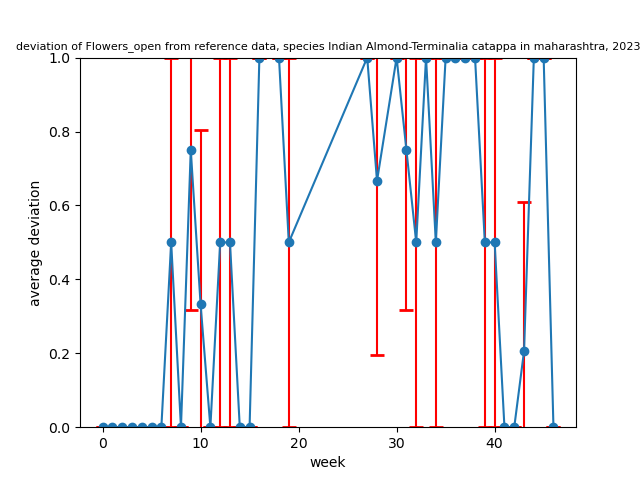 deviation of Flowers_open from reference data, species Indian Almond-Terminalia catappa in maharashtra, 2023
1.0
0.8
0.6
0.4
0.2
0.0
average deviation
0 10 20 30 40
week